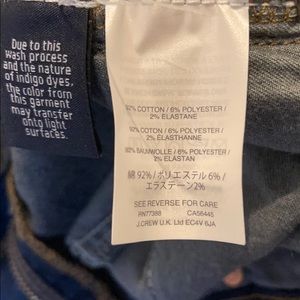 Due to this
wash process
and the nature
of indigo dyes,
the color from
this garment
may transfer
onto light
surfaces.
92% COTTON / 6% POLYESTER /
2% ELASTANE
92% COTON / 6% POLYESTER /
2% ÉLASTHANNE
92% BAUMWOLLE / 6% POLYESTER /
2% ELASTAN
綿 92% / ポリエステル 6% /
エラステーン2%
SEE REVERSE FOR CARE
RN77388 CA56445
J.CREW U.K. Ltd EC4V 6JA